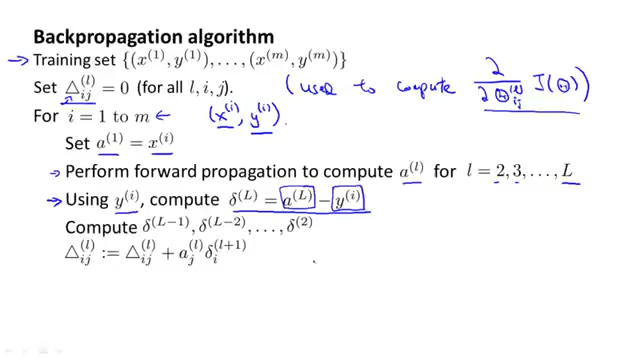 Backpropagation algorithm
→ Training set {(x^(1), y^(1)), . . . , (x^(m), y^(m))}
Set △_ij^(l) = 0 (for all l, i, j). (used to compute ∂/∂Θ_ij^(l) J(Θ))
For i = 1 to m ← (x^(i), y^(i)).
Set a^(1) = x^(i)
→ Perform forward propagation to compute a^(l) for l = 2, 3, . . . , L
→ Using y^(i), compute δ^(L) = a^(L) − y^(i)
Compute δ^(L−1), δ^(L−2), . . . , δ^(2)
△_ij^(l) := △_ij^(l) + a_j^(l) δ_i^(l+1)